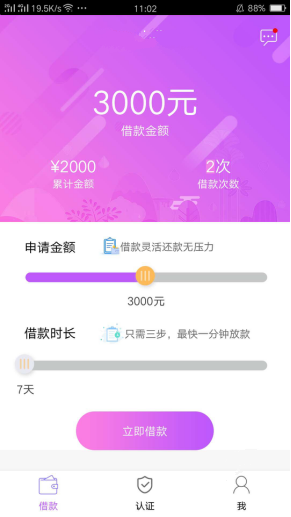 19.5K/s 11:02 88%
3000元
借款金额
¥2000 2次
累计金额 借款次数
申请金额 借款灵活还款无压力
3000元
借款时长 只需三步，最快一分钟放款
7天
立即借款
借款 认证 我